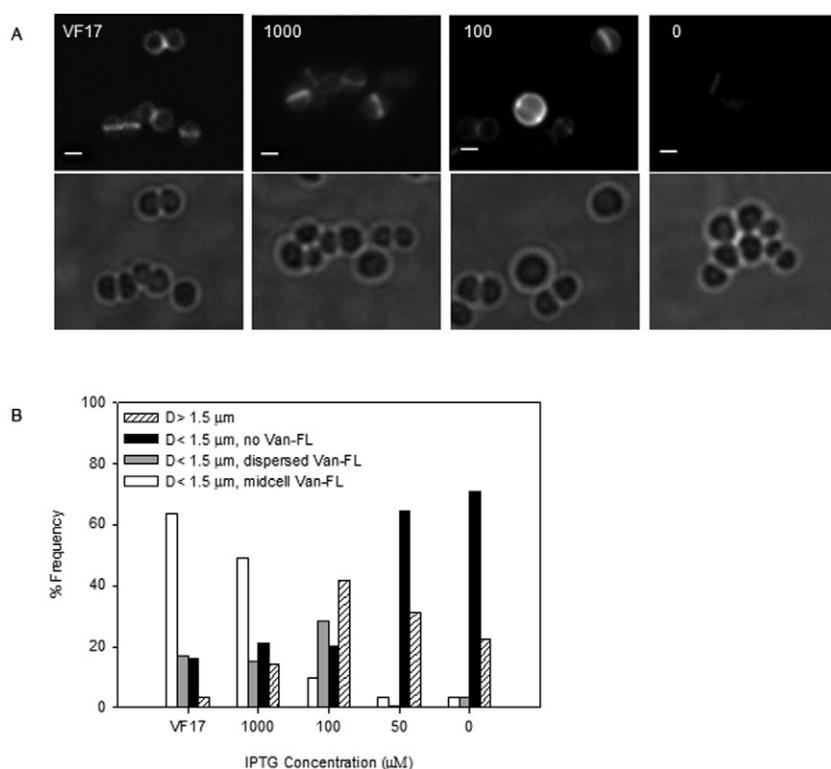 A
VF17
1000
100
0
B
100
80
60
40
20
0
% Frequency
D> 1.5 μm
D< 1.5 μm, no Van-FL
D< 1.5 μm, dispersed Van-FL
D< 1.5 μm, midcell Van-FL
VF17 1000 100 50 0
IPTG Concentration (μM)